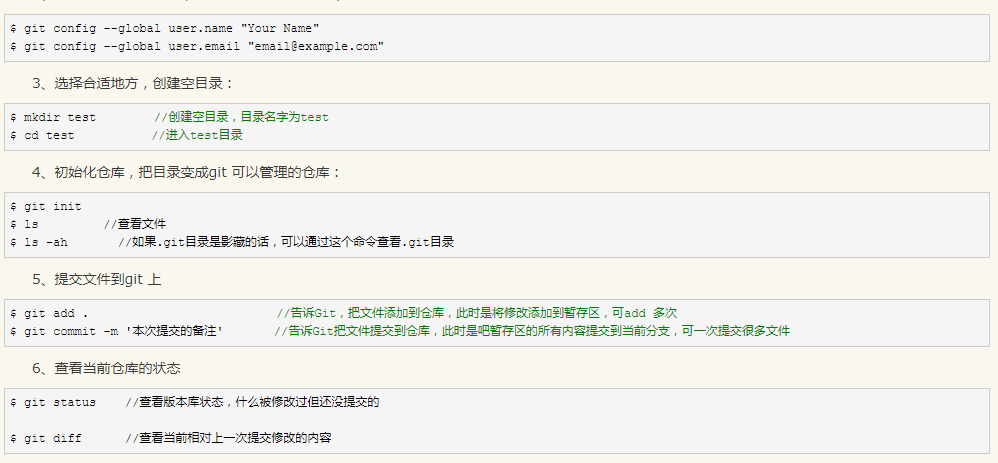 $ git config --global user.name "Your Name"
$ git config --global user.email "email@example.com"
3、选择合适地方，创建空目录：
$ mkdir test //创建空目录，目录名字为test
$ cd test //进入test目录
4、初始化仓库，把目录变成git 可以管理的仓库：
$ git init
$ ls //查看文件
$ ls -ah //如果.git目录是影藏的话，可以通过这个命令查看.git目录
5、提交文件到git 上
$ git add . //告诉Git，把文件添加到仓库，此时是将修改添加到暂存区，可add 多次
$ git commit -m '本次提交的备注' //告诉Git把文件提交到仓库，此时是吧暂存区的所有内容提交到当前分支，可一次提交很多文件
6、查看当前仓库的状态
$ git status //查看版本库状态，什么被修改过但还没提交的
$ git diff //查看当前相对上一次提交修改的内容